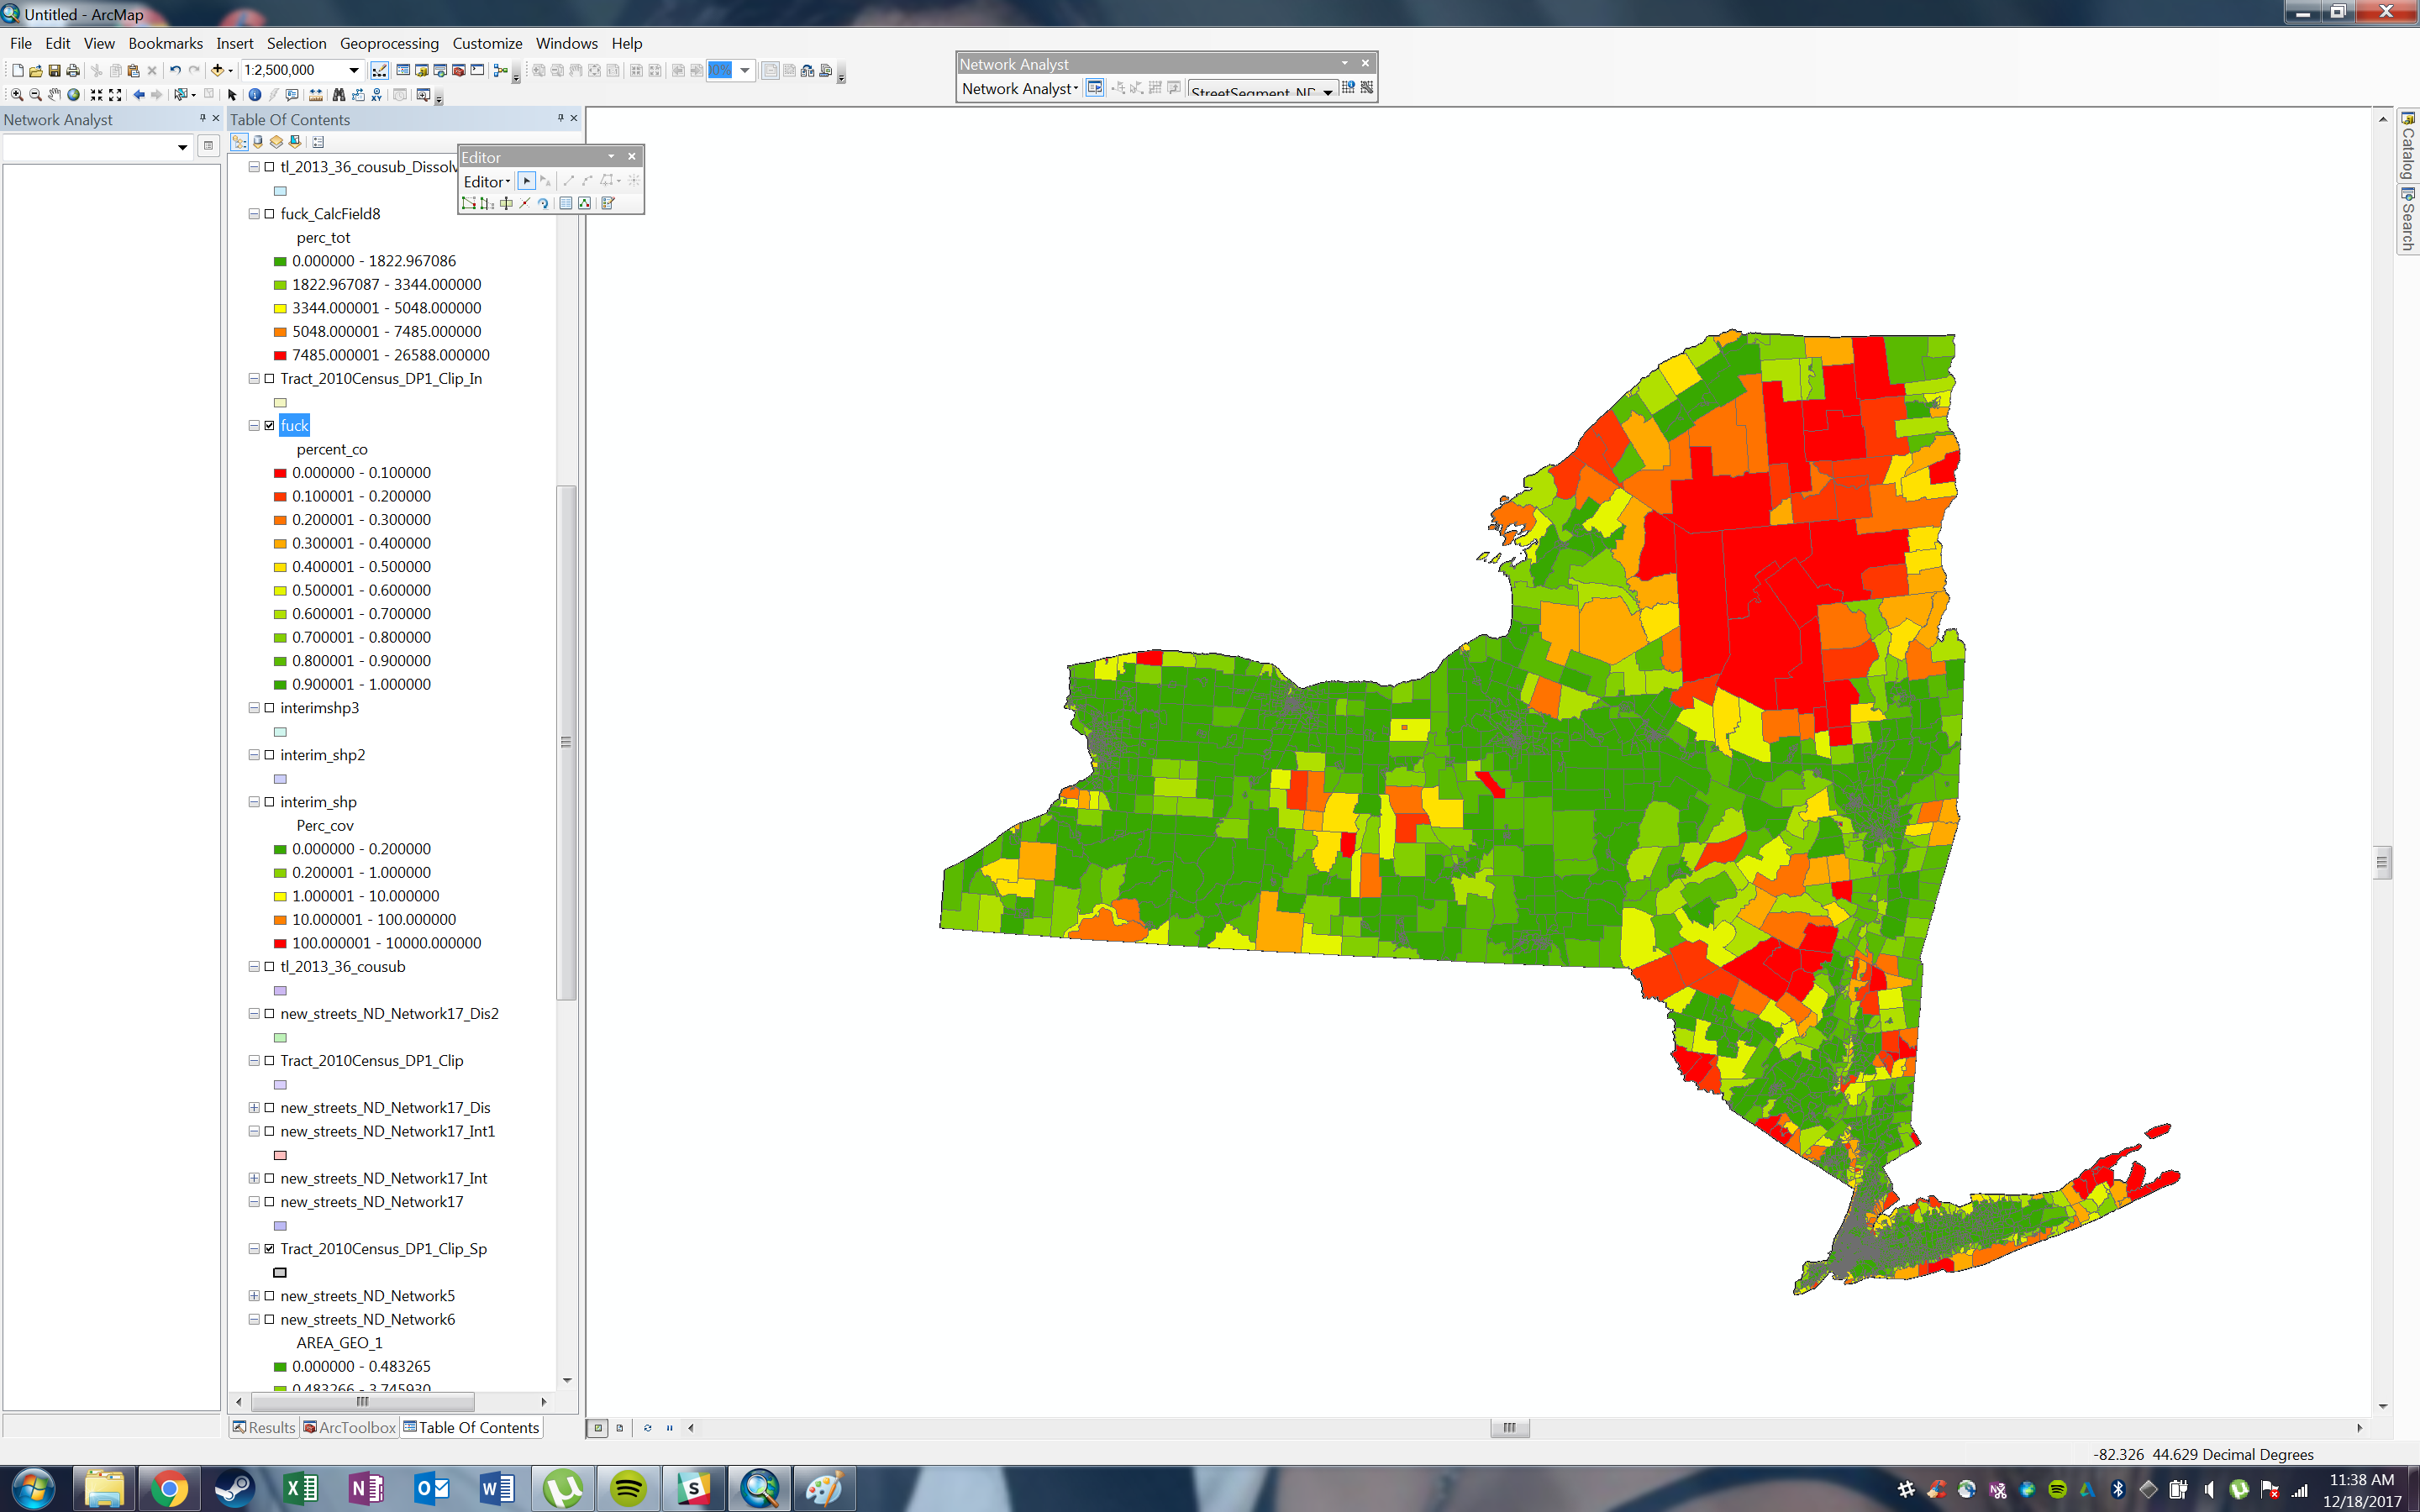 Untitled - ArcMap
File Edit View Bookmarks Insert Selection Geoprocessing Customize Windows Help
1:2,500,000
Network Analyst
Network Analyst
StreetSegment_ND
Network Analyst
Table Of Contents
Editor
Editor
tl_2013_36_cousub_Dissolv
fuck_CalcField8
perc_tot
0.000000 - 1822.967086
1822.967087 - 3344.000000
3344.000001 - 5048.000000
5048.000001 - 7485.000000
7485.000001 - 26588.000000
Tract_2010Census_DP1_Clip_In
fuck
percent_co
0.000000 - 0.100000
0.100001 - 0.200000
0.200001 - 0.300000
0.300001 - 0.400000
0.400001 - 0.500000
0.500001 - 0.600000
0.600001 - 0.700000
0.700001 - 0.800000
0.800001 - 0.900000
0.900001 - 1.000000
interimshp3
interim_shp2
interim_shp
Perc_cov
0.000000 - 0.200000
0.200001 - 1.000000
1.000001 - 10.000000
10.000001 - 100.000000
100.000001 - 10000.000000
tl_2013_36_cousub
new_streets_ND_Network17_Dis2
Tract_2010Census_DP1_Clip
new_streets_ND_Network17_Dis
new_streets_ND_Network17_Int1
new_streets_ND_Network17_Int
new_streets_ND_Network17
Tract_2010Census_DP1_Clip_Sp
new_streets_ND_Network5
new_streets_ND_Network6
AREA_GEO_1
0.000000 - 0.483265
0.483266 - 3.745930
Results ArcToolbox Table Of Contents
Catalog
Search
-82.326 44.629 Decimal Degrees
11:38 AM
12/18/2017